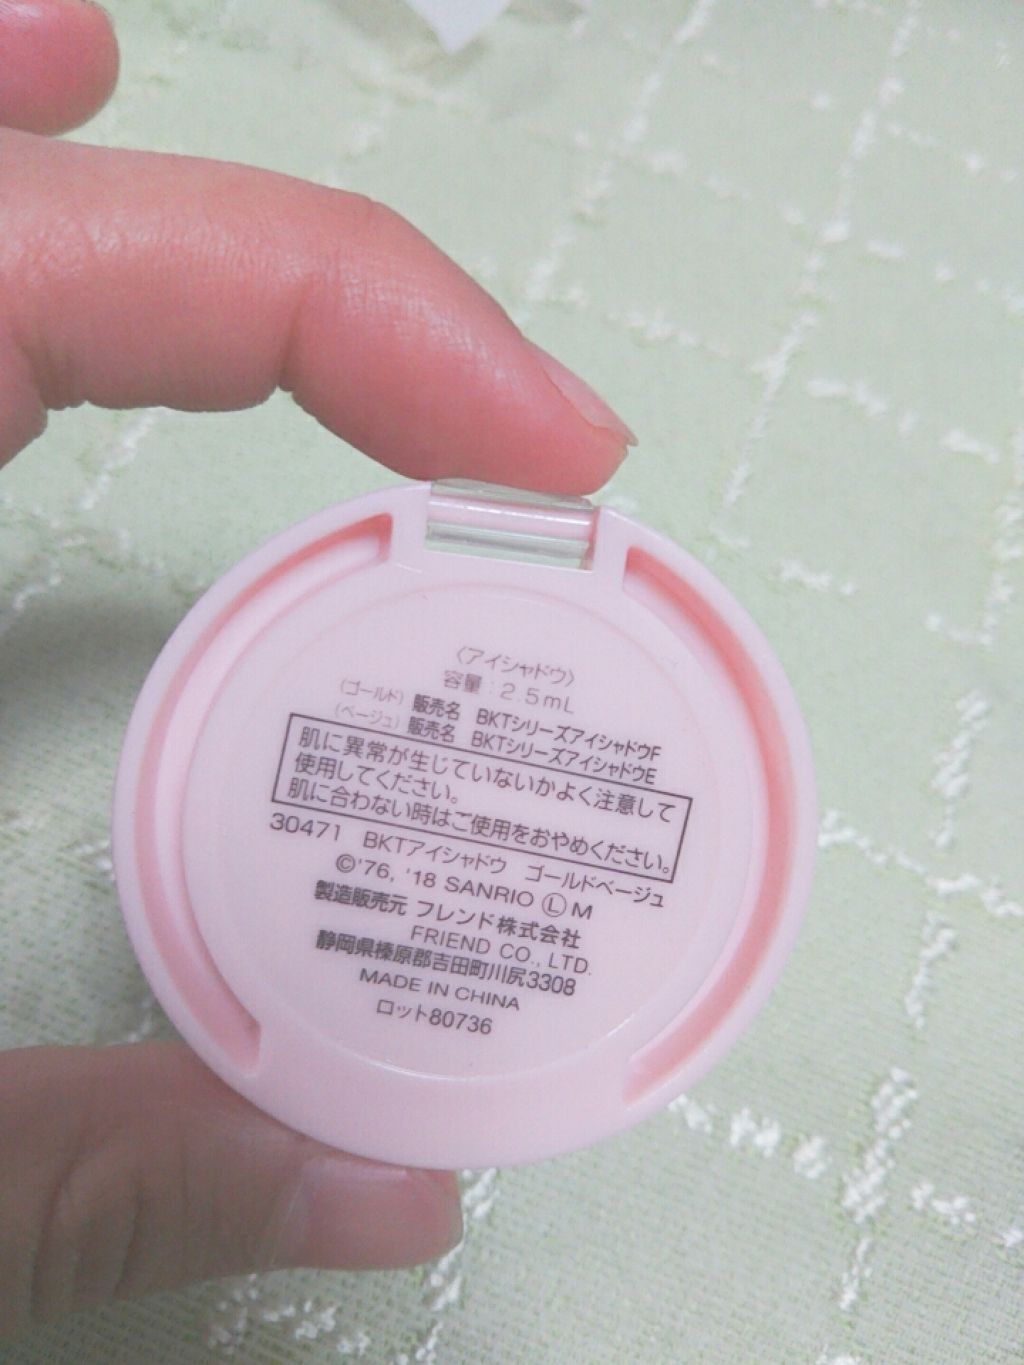 〈アイシャドウ〉
容量:2.5mL
(ゴールド) 販売名 BKTシリーズアイシャドウF
(ベージュ) 販売名 BKTシリーズアイシャドウE
肌に異常が生じていないかよく注意して
使用してください。
肌に合わない時はご使用をおやめください。
30471 BKTアイシャドウ ゴールドベージュ
©'76, '18 SANRIO Ⓛ M
製造販売元 フレンド株式会社
FRIEND CO., LTD.
静岡県榛原郡吉田町川尻3308
MADE IN CHINA
ロット80736